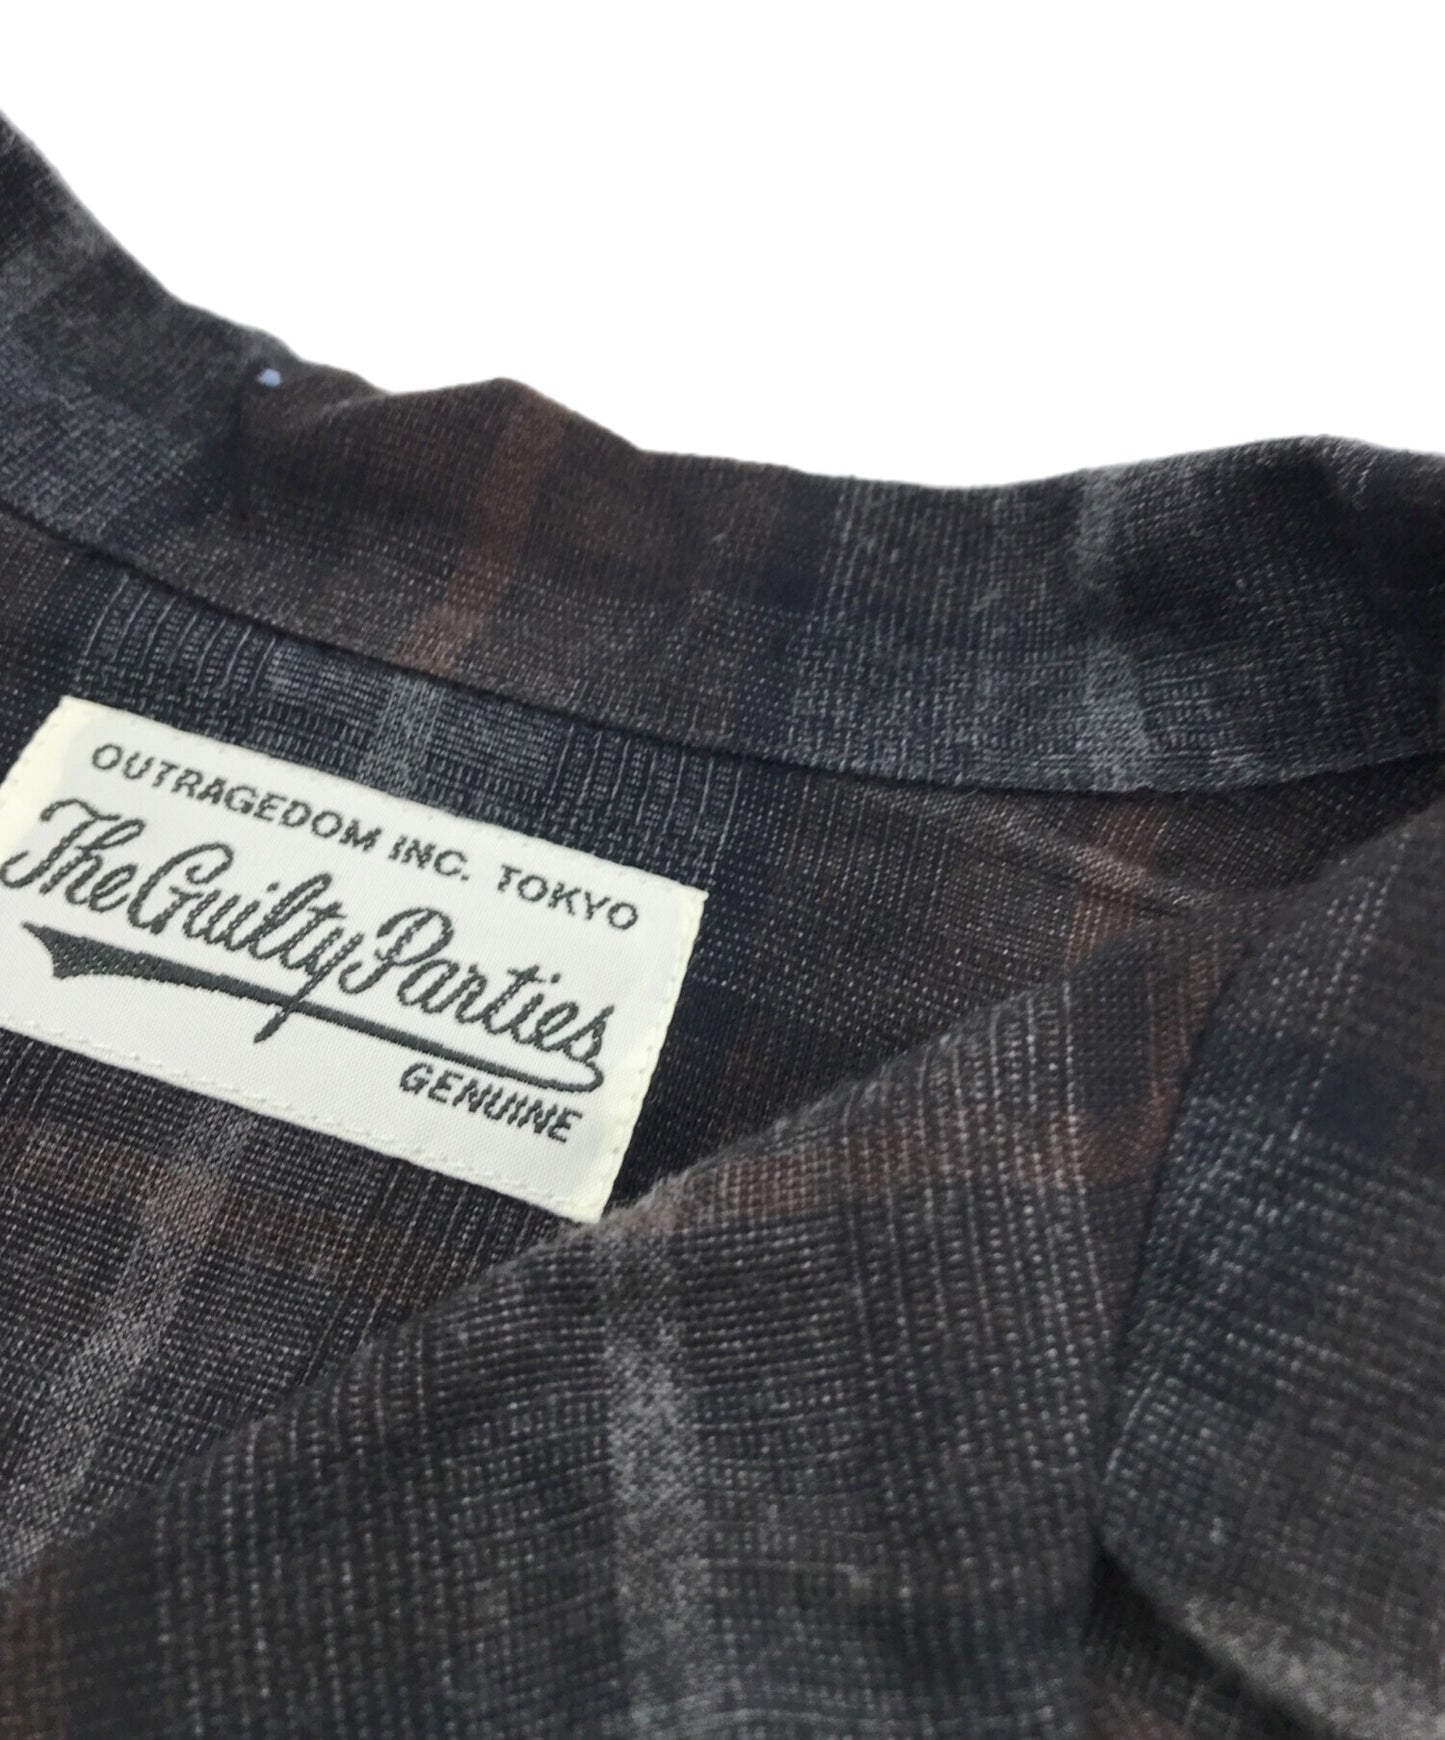 OUTRAGEDOM INC. TOKYO
The Guilty Parties
GENUINE